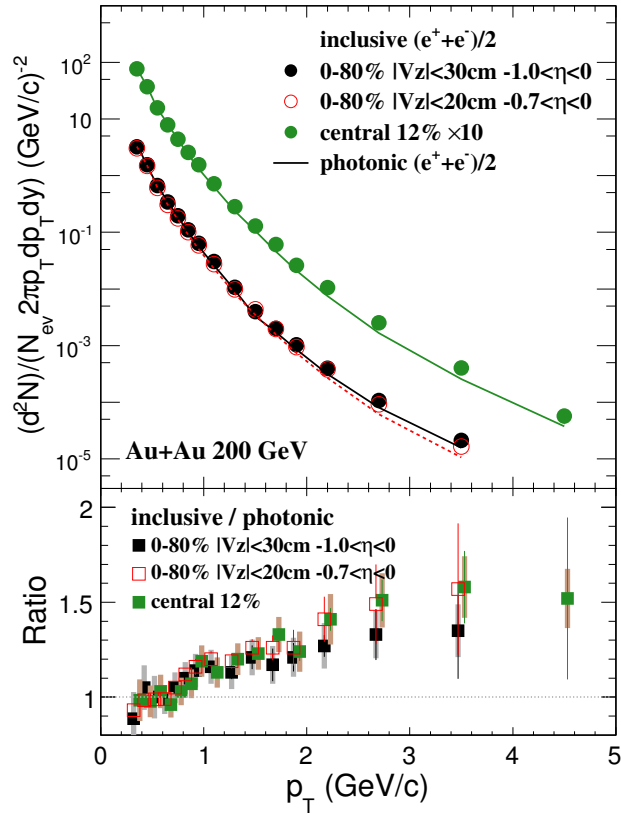 inclusive (e⁺+e⁻)/2
0-80% |Vz|<30cm -1.0<η<0
0-80% |Vz|<20cm -0.7<η<0
central 12% ×10
photonic (e⁺+e⁻)/2
(d²N)/(N_ev 2πp_T dp_T dy) (GeV/c)⁻²
10²
10
10⁻¹
10⁻³
10⁻⁵
Au+Au 200 GeV
inclusive / photonic
0-80% |Vz|<30cm -1.0<η<0
0-80% |Vz|<20cm -0.7<η<0
central 12%
Ratio
2
1.5
1
0 1 2 3 4 5
p_T (GeV/c)